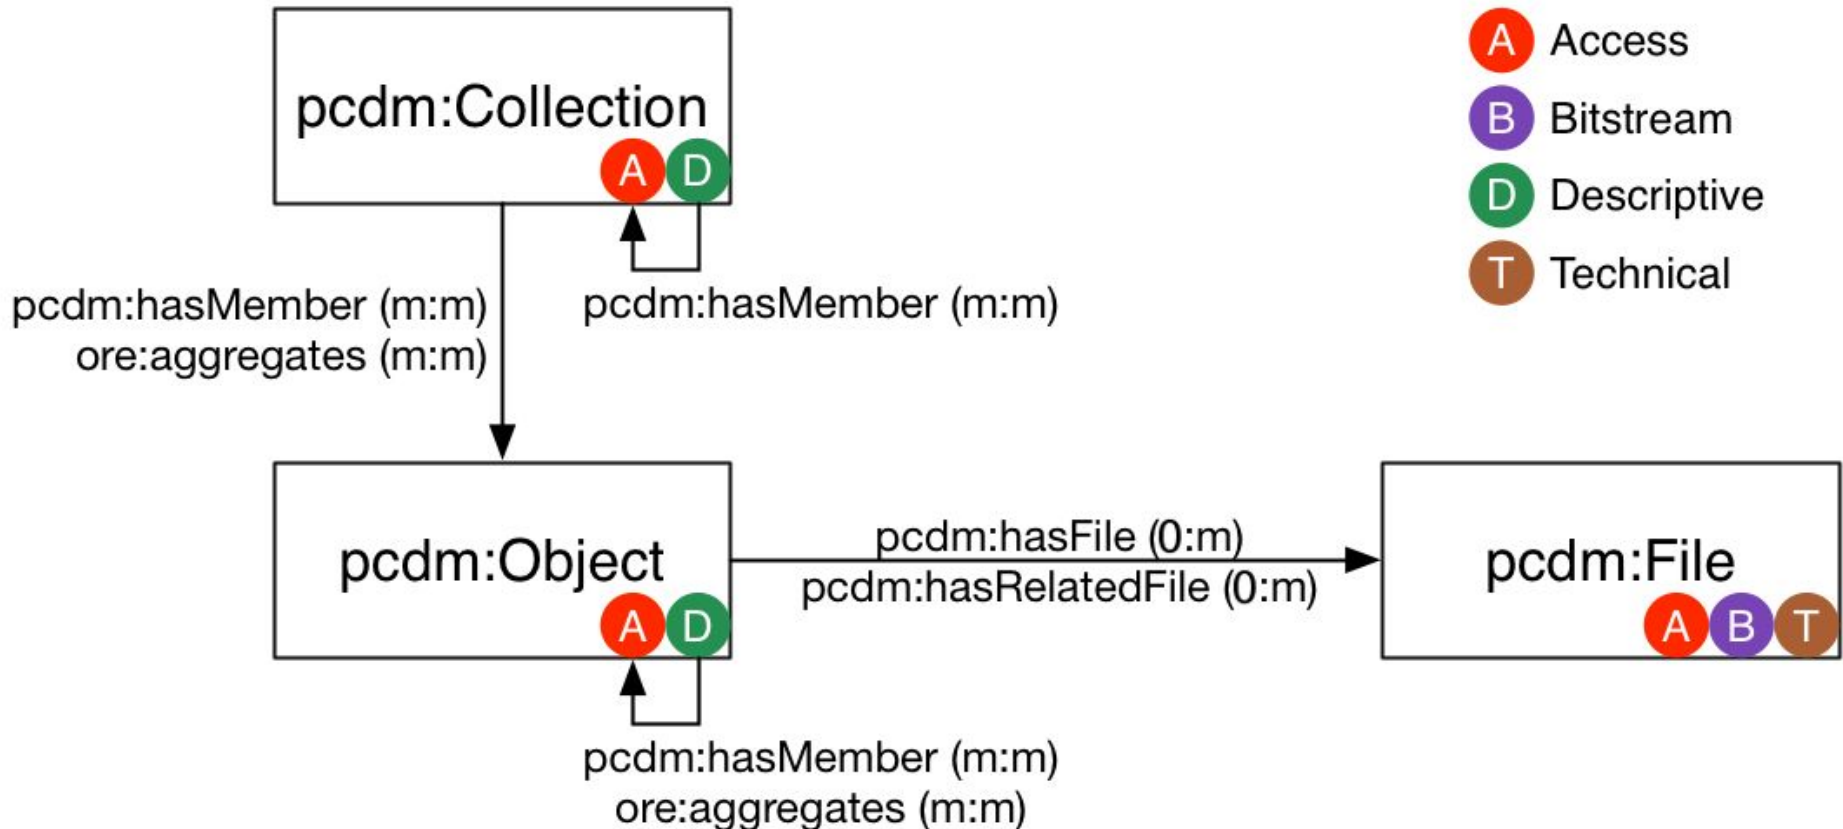 pcdm:Collection
A D
pcdm:hasMember (m:m)
ore:aggregates (m:m)
pcdm:hasMember (m:m)
A Access
B Bitstream
D Descriptive
T Technical
pcdm:Object
A D
pcdm:hasFile (0:m)
pcdm:hasRelatedFile (0:m)
pcdm:File
A B T
pcdm:hasMember (m:m)
ore:aggregates (m:m)